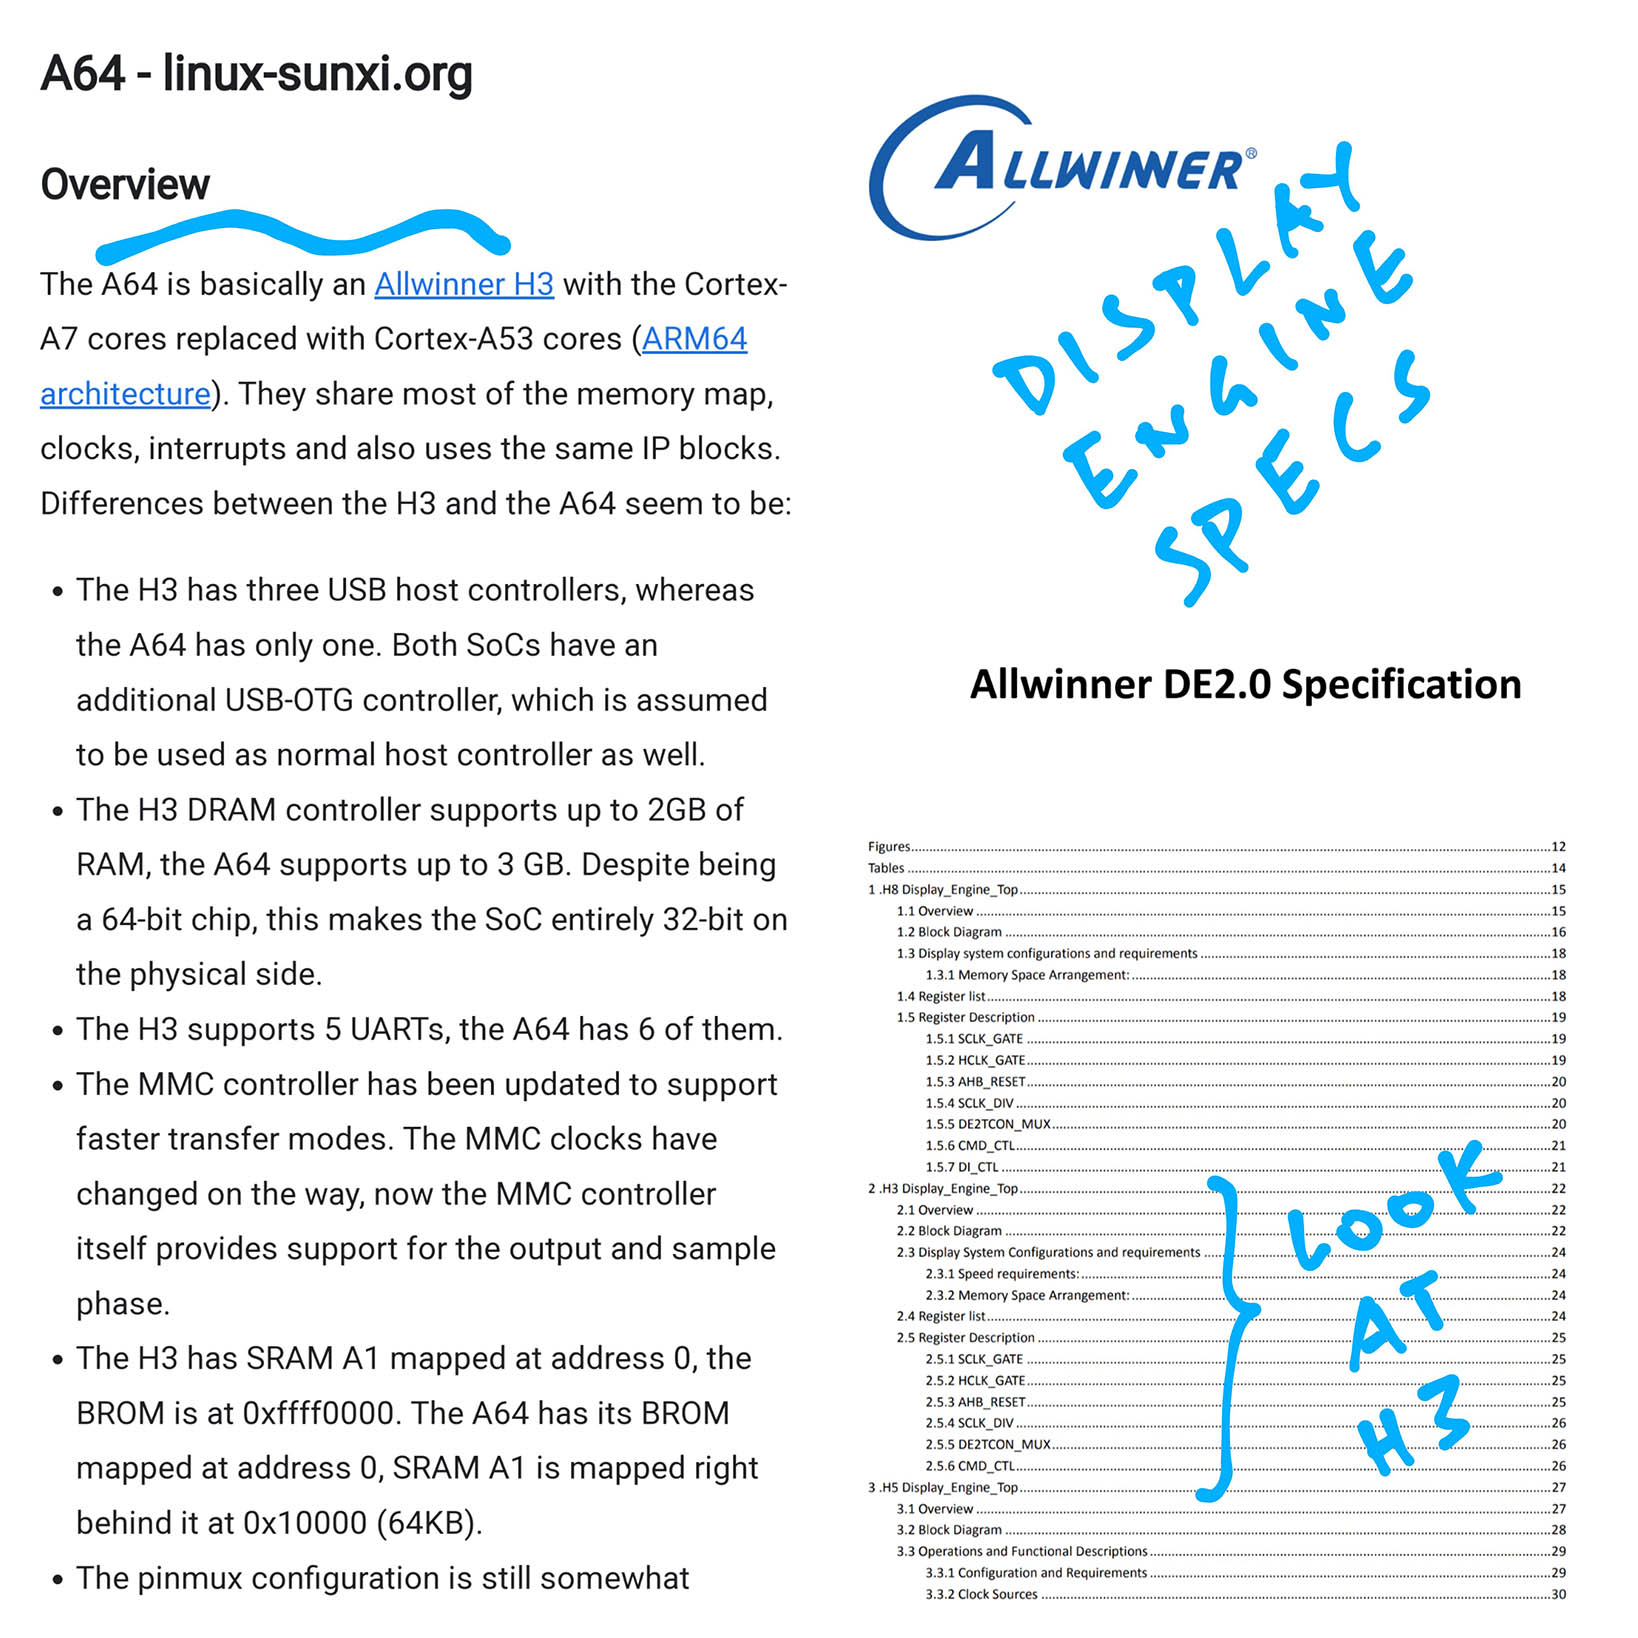 A64 - linux-sunxi.org
Overview
The A64 is basically an Allwinner H3 with the Cortex-
A7 cores replaced with Cortex-A53 cores (ARM64
architecture). They share most of the memory map,
clocks, interrupts and also uses the same IP blocks.
Differences between the H3 and the A64 seem to be:
• The H3 has three USB host controllers, whereas
the A64 has only one. Both SoCs have an
additional USB-OTG controller, which is assumed
to be used as normal host controller as well.
• The H3 DRAM controller supports up to 2GB of
RAM, the A64 supports up to 3 GB. Despite being
a 64-bit chip, this makes the SoC entirely 32-bit on
the physical side.
• The H3 supports 5 UARTs, the A64 has 6 of them.
• The MMC controller has been updated to support
faster transfer modes. The MMC clocks have
changed on the way, now the MMC controller
itself provides support for the output and sample
phase.
• The H3 has SRAM A1 mapped at address 0, the
BROM is at 0xffff0000. The A64 has its BROM
mapped at address 0, SRAM A1 is mapped right
behind it at 0x10000 (64KB).
• The pinmux configuration is still somewhat
ALLWINNER®
DISPLAY
ENGINE
SPECS
Allwinner DE2.0 Specification
Figures 12
Tables 14
1 .H8 Display_Engine_Top 15
1.1 Overview 15
1.2 Block Diagram 16
1.3 Display system configurations and requirements 18
1.3.1 Memory Space Arrangement: 18
1.4 Register list 18
1.5 Register Description 19
1.5.1 SCLK_GATE 19
1.5.2 HCLK_GATE 19
1.5.3 AHB_RESET 20
1.5.4 SCLK_DIV 20
1.5.5 DE2TCON_MUX 20
1.5.6 CMD_CTL 21
1.5.7 DI_CTL 21
2 .H3 Display_Engine_Top 22
2.1 Overview 22
2.2 Block Diagram 22
2.3 Display System Configurations and requirements 24
2.3.1 Speed requirements: 24
2.3.2 Memory Space Arrangement: 24
2.4 Register list 24
2.5 Register Description 25
2.5.1 SCLK_GATE 25
2.5.2 HCLK_GATE 25
2.5.3 AHB_RESET 25
2.5.4 SCLK_DIV 26
2.5.5 DE2TCON_MUX 26
2.5.6 CMD_CTL 26
3 .H5 Display_Engine_Top 27
3.1 Overview 27
3.2 Block Diagram 28
3.3 Operations and Functional Descriptions 29
3.3.1 Configuration and Requirements 29
3.3.2 Clock Sources 30
LOOK
AT
H3